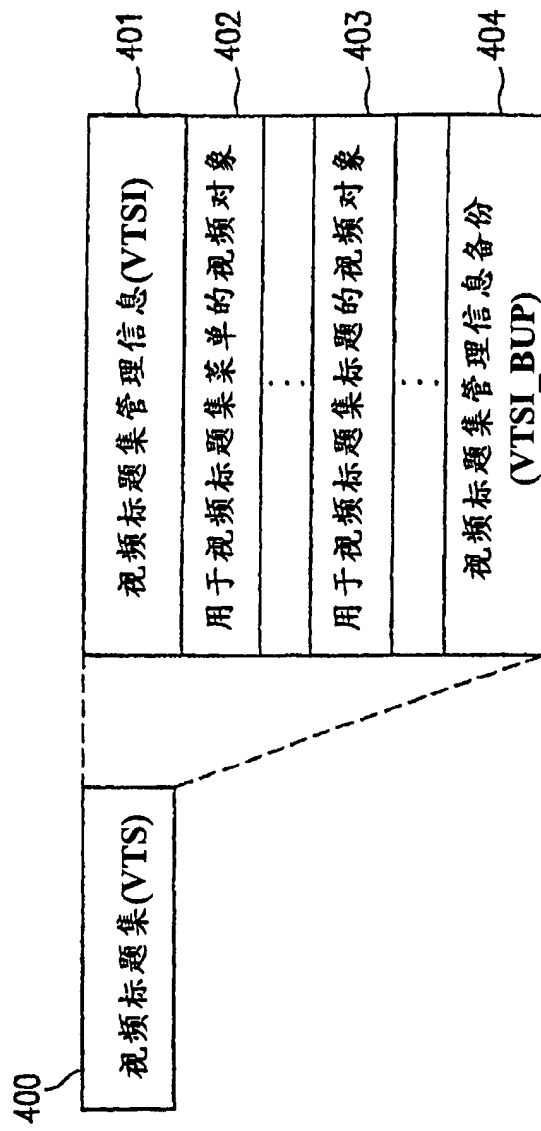 400
视频标题集(VTS)
视频标题集管理信息(VTSI)
401
用于视频标题集菜单的视频对象
402
⋮
用于视频标题集标题的视频对象
403
⋮
视频标题集管理信息备份
(VTSI_BUP)
404